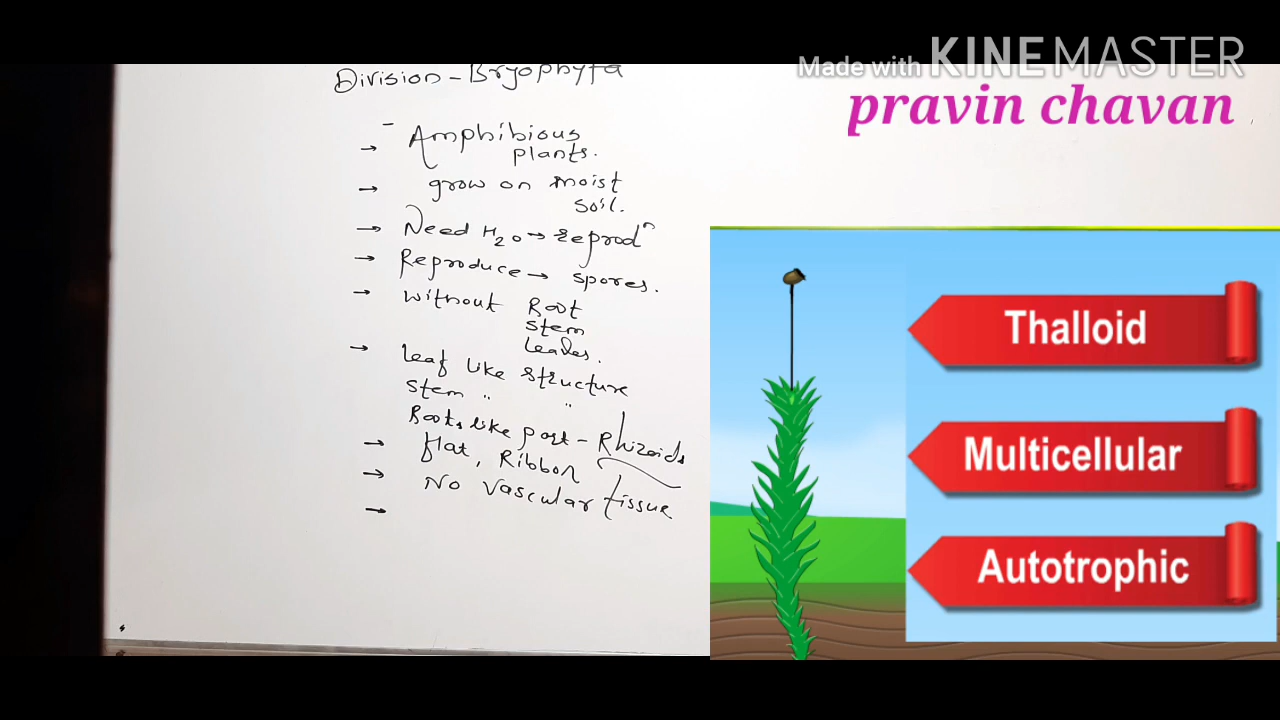 Made with KINEMASTER
pravin chavan
Division - Bryophyta
- Amphibious
→ plants.
→ grow on moist
soil.
→ Need H2O → reprodⁿ
→ Reproduce → spores.
→ without Root
stem
leaves.
→ leaf like structure
stem " "
Roots like part - Rhizoids
→ flat, Ribbon
→ No vascular tissue
→
Thalloid
Multicellular
Autotrophic